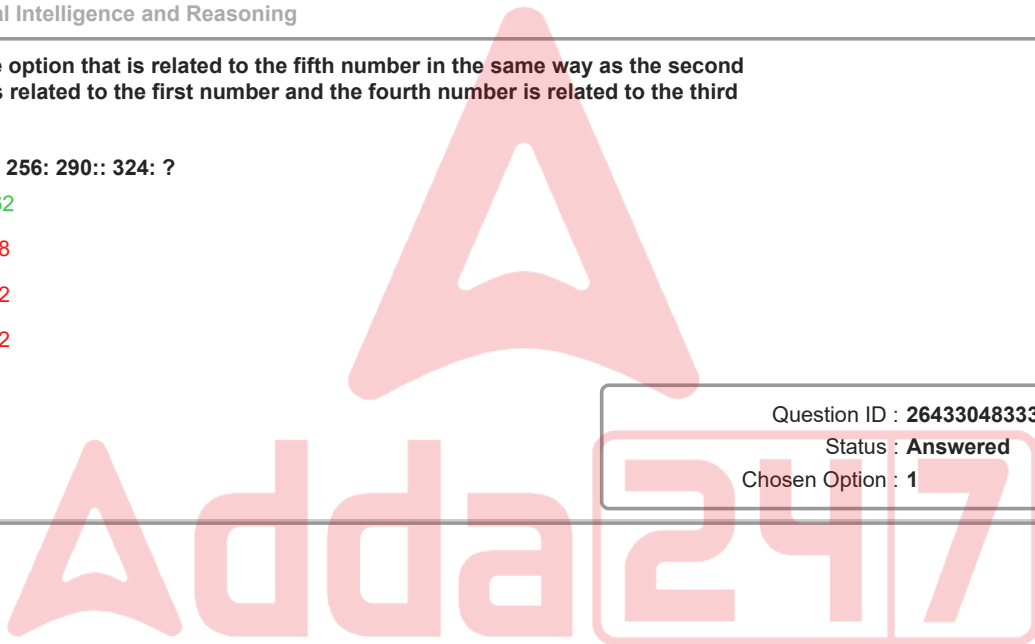 al Intelligence and Reasoning
option that is related to the fifth number in the same way as the second
related to the first number and the fourth number is related to the third
256: 290:: 324: ?
62
8
2
2
Question ID : 26433048333
Status : Answered
Chosen Option : 1
Adda247